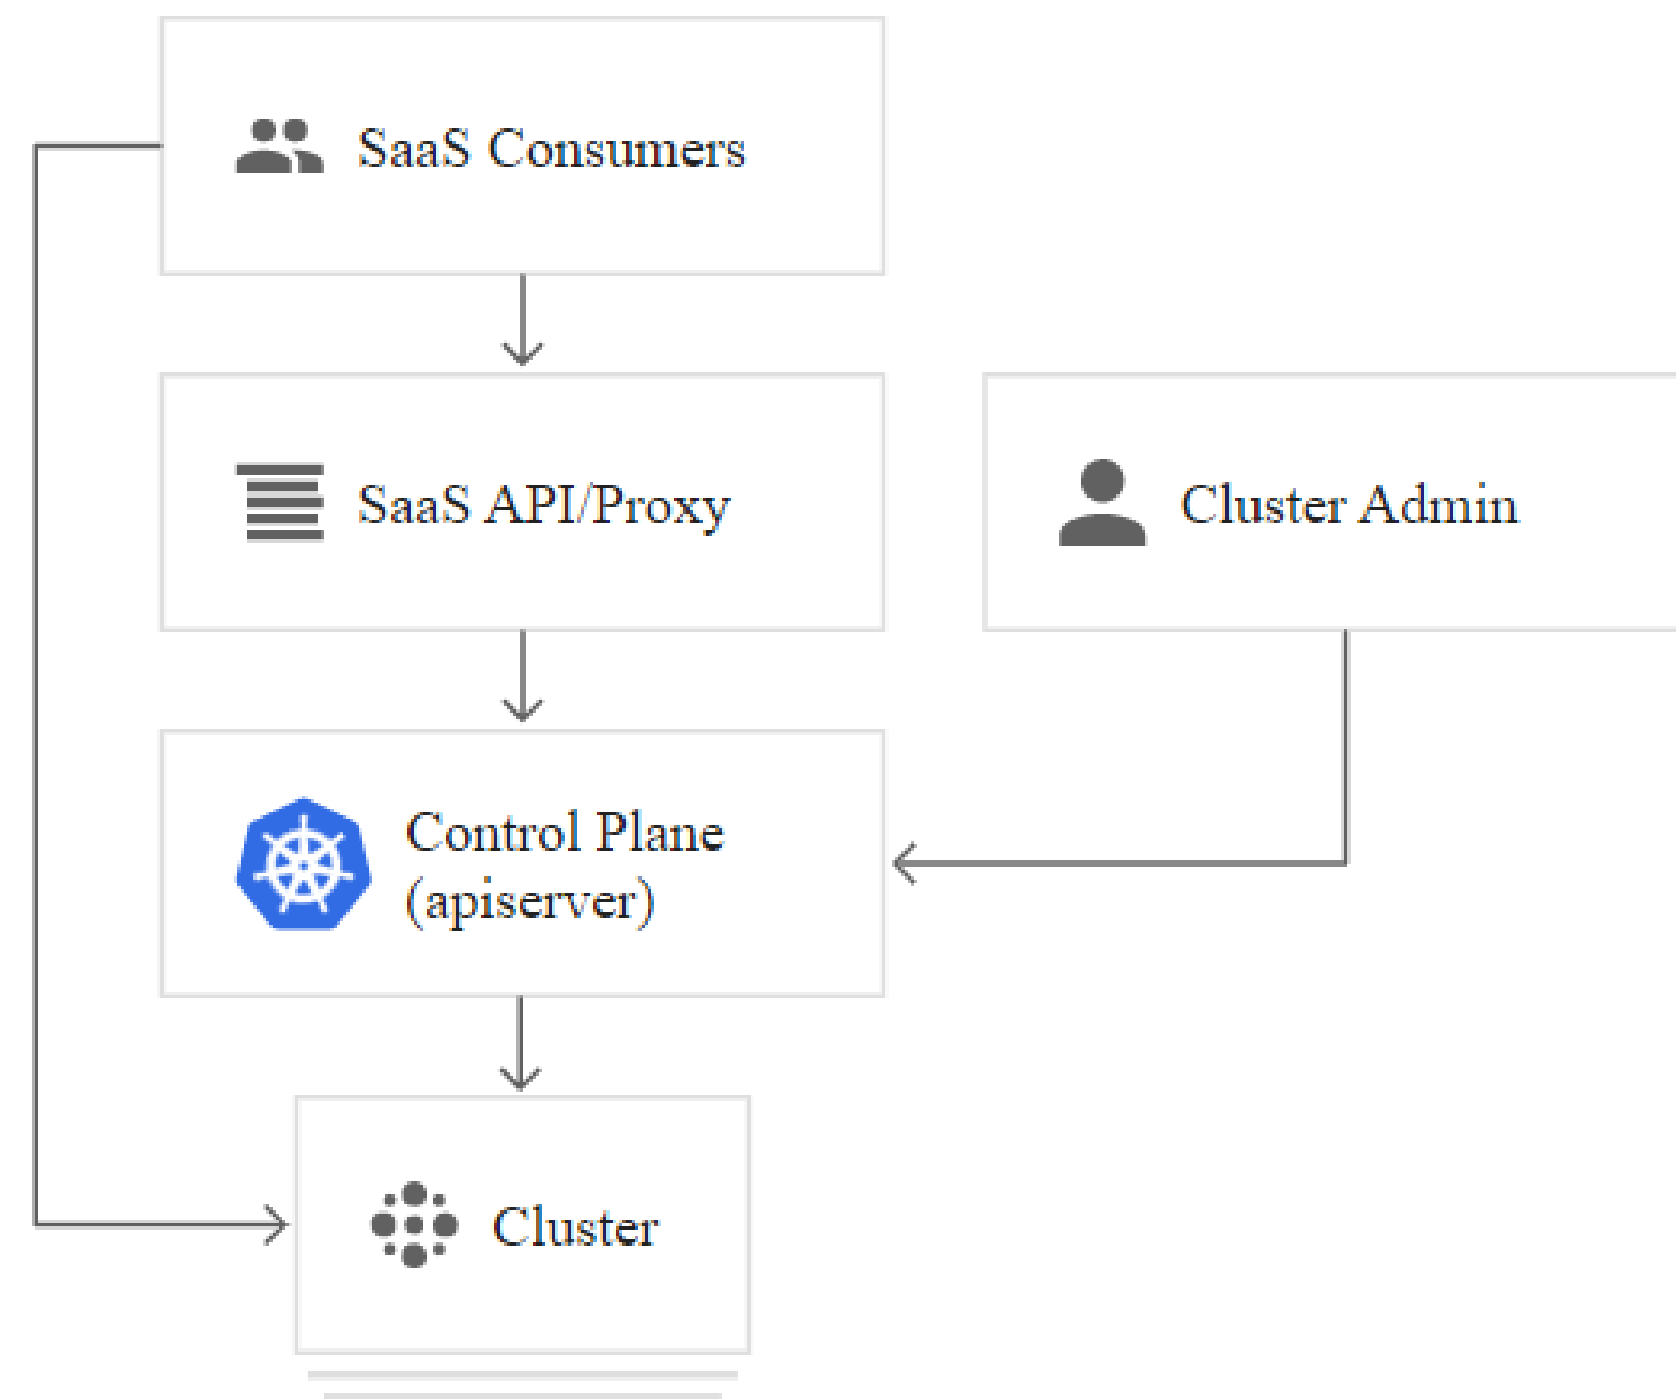 SaaS Consumers
SaaS API/Proxy
Cluster Admin
Control Plane
(apiserver)
Cluster